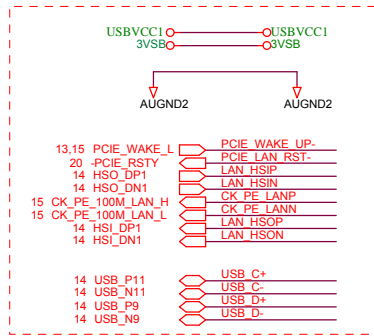 USBVCC1 USBVCC1
3VSB 3VSB
AUGND2 AUGND2
13,15 PCIE_WAKE_L PCIE_WAKE_UP-
20 -PCIE_RSTY PCIE_LAN_RST-
14 HSO_DP1 LAN_HSIP
14 HSO_DN1 LAN_HSIN
15 CK_PE_100M_LAN_H CK_PE_LANP
15 CK_PE_100M_LAN_L CK_PE_LANN
14 HSI_DP1 LAN_HSOP
14 HSI_DN1 LAN_HSON
14 USB_P11 USB_C+
14 USB_N11 USB_C-
14 USB_P9 USB_D+
14 USB_N9 USB_D-